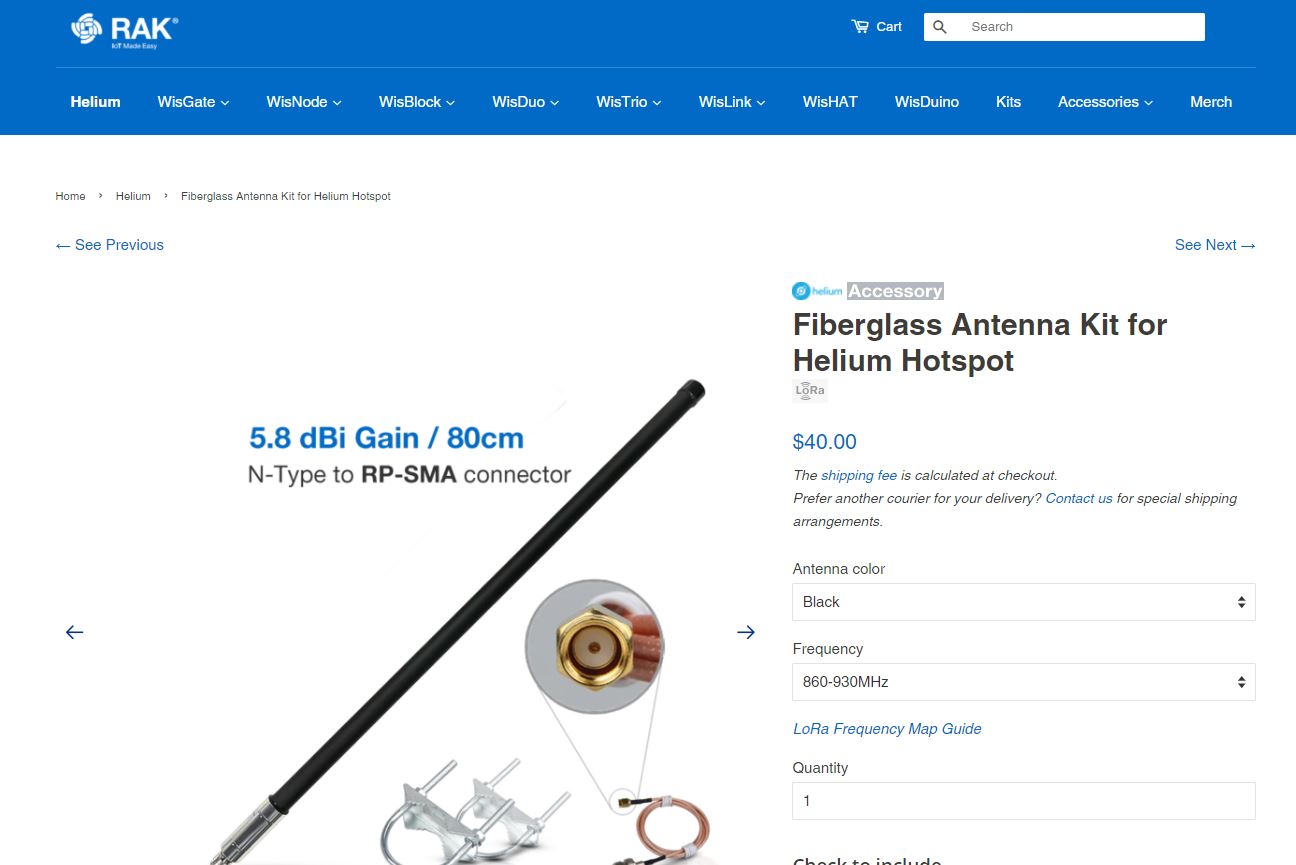 RAK®
IoT Made Easy
Cart
Search
Helium
WisGate
WisNode
WisBlock
WisDuo
WisTrio
WisLink
WisHAT
WisDuino
Kits
Accessories
Merch
Home › Helium › Fiberglass Antenna Kit for Helium Hotspot
← See Previous
See Next →
5.8 dBi Gain / 80cm
N-Type to RP-SMA connector
helium Accessory
Fiberglass Antenna Kit for
Helium Hotspot
LoRa
$40.00
The shipping fee is calculated at checkout.
Prefer another courier for your delivery? Contact us for special shipping
arrangements.
Antenna color
Black
Frequency
860-930MHz
LoRa Frequency Map Guide
Quantity
1
Check to include